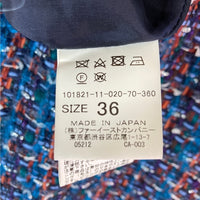 101821-11-020-70-360
SIZE 36
MADE IN JAPAN
(株)ファーイーストカンパニー
東京都渋谷区広尾1-13-7
05212 CA-003